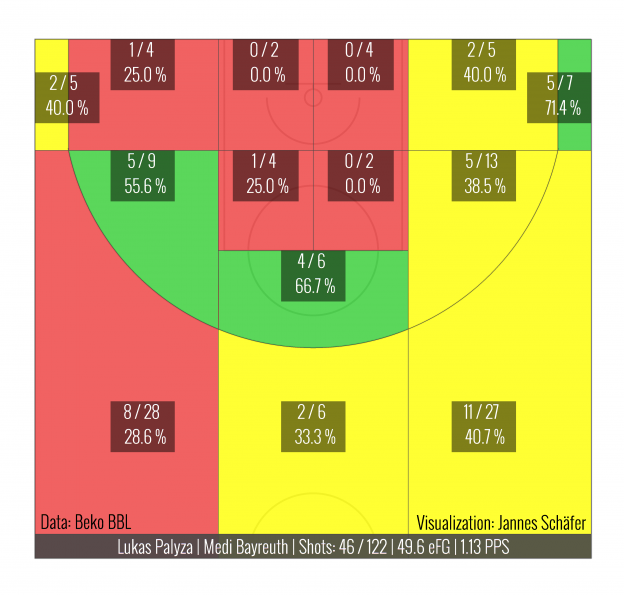 1 / 4
25.0 %
0 / 2
0.0 %
0 / 4
0.0 %
2 / 5
40.0 %
2 / 5
40.0 %
5 / 7
71.4 %
5 / 9
55.6 %
1 / 4
25.0 %
0 / 2
0.0 %
5 / 13
38.5 %
4 / 6
66.7 %
8 / 28
28.6 %
2 / 6
33.3 %
11 / 27
40.7 %
Data: Beko BBL
Visualization: Jannes Schäfer
Lukas Palyza | Medi Bayreuth | Shots: 46 / 122 | 49.6 eFG | 1.13 PPS